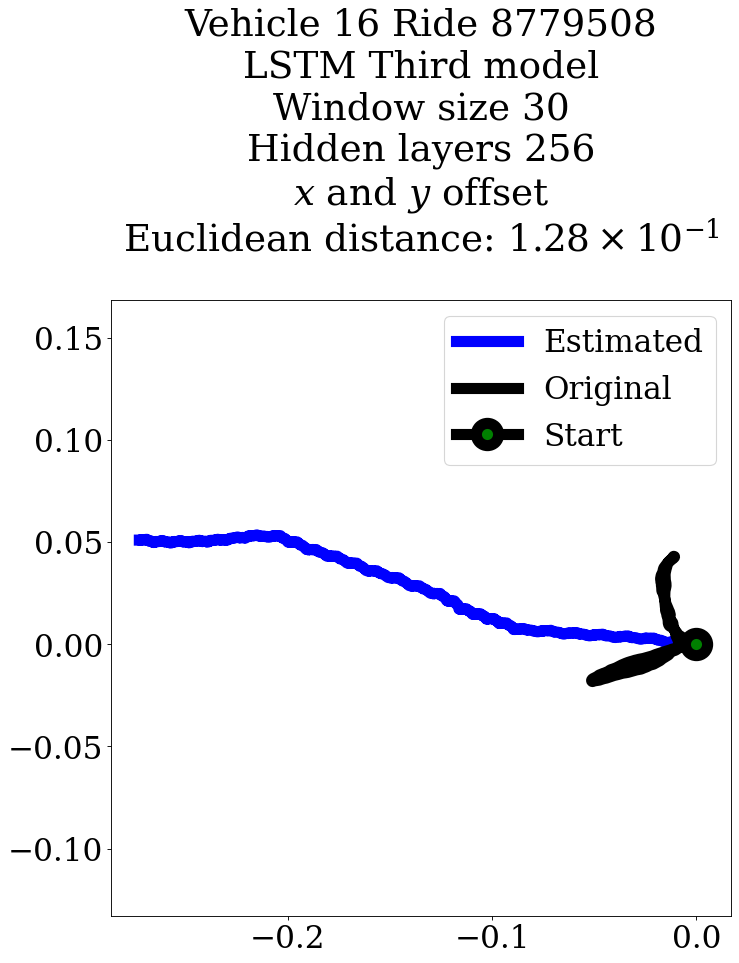 Vehicle 16 Ride 8779508
LSTM Third model
Window size 30
Hidden layers 256
x and y offset
Euclidean distance: 1.28 × 10⁻¹
Estimated
Original
Start
0.15
0.10
0.05
0.00
−0.05
−0.10
−0.2 −0.1 0.0